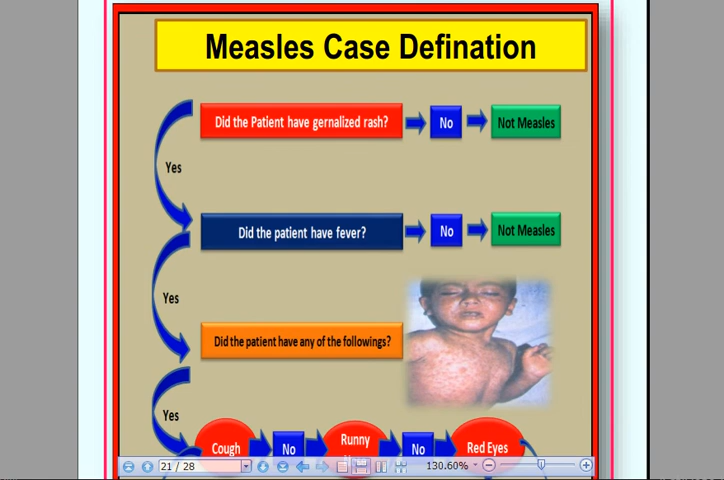 Measles Case Defination
Did the Patient have gernalized rash?
No
Not Measles
Yes
Did the patient have fever?
No
Not Measles
Yes
Did the patient have any of the followings?
Yes
Cough
No
Runny
No
Red Eyes
21 / 28
130.60%